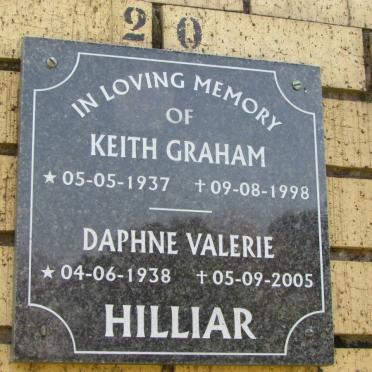 20
IN LOVING MEMORY
OF
KEITH GRAHAM
★ 05-05-1937 † 09-08-1998
DAPHNE VALERIE
★ 04-06-1938 † 05-09-2005
HILLIAR